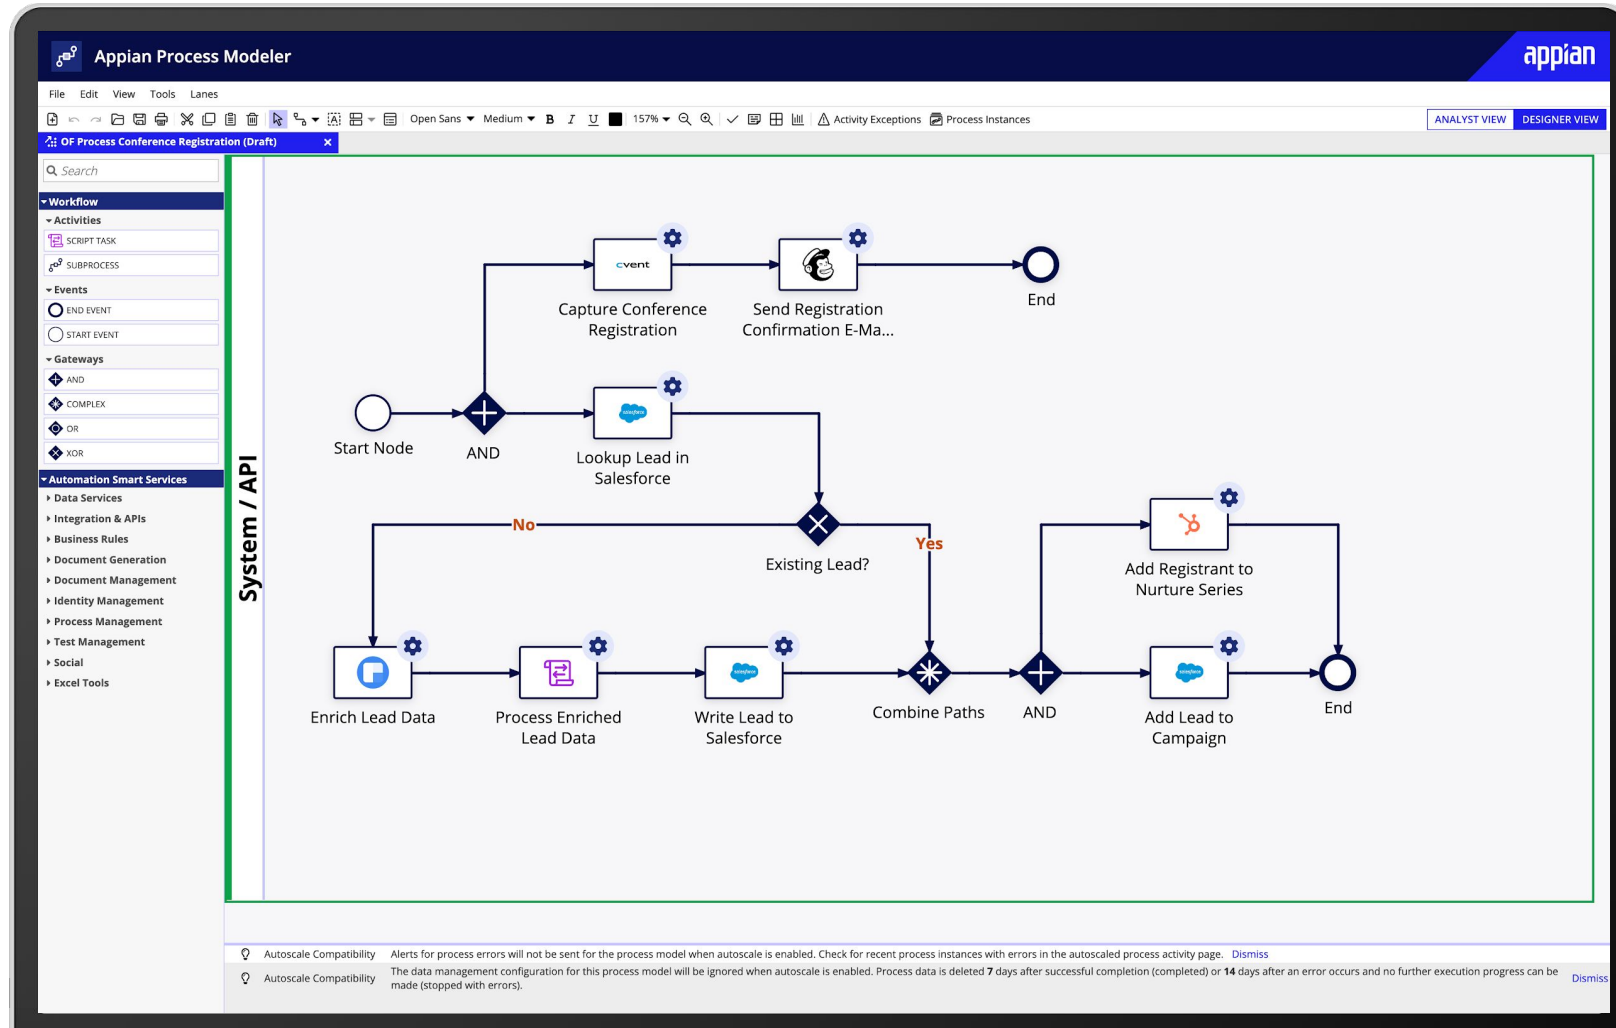 Appian Process Modeler
appian
File Edit View Tools Lanes
Open Sans Medium B I U 157% Activity Exceptions Process Instances ANALYST VIEW DESIGNER VIEW
OF Process Conference Registration (Draft) ×
Search
Workflow
Activities
SCRIPT TASK
SUBPROCESS
Events
END EVENT
START EVENT
Gateways
AND
COMPLEX
OR
XOR
Automation Smart Services
Data Services
Integration & APIs
Business Rules
Document Generation
Document Management
Identity Management
Process Management
Test Management
Social
Excel Tools
System / API
cvent
Capture Conference
Registration
Send Registration
Confirmation E-Ma...
End
Start Node
AND
salesforce
Lookup Lead in
Salesforce
No
Existing Lead?
Yes
Add Registrant to
Nurture Series
Enrich Lead Data
Process Enriched
Lead Data
salesforce
Write Lead to
Salesforce
Combine Paths
AND
salesforce
Add Lead to
Campaign
End
Autoscale Compatibility Alerts for process errors will not be sent for the process model when autoscale is enabled. Check for recent process instances with errors in the autoscaled process activity page. Dismiss
Autoscale Compatibility The data management configuration for this process model will be ignored when autoscale is enabled. Process data is deleted 7 days after successful completion (completed) or 14 days after an error occurs and no further execution progress can be
made (stopped with errors). Dismiss